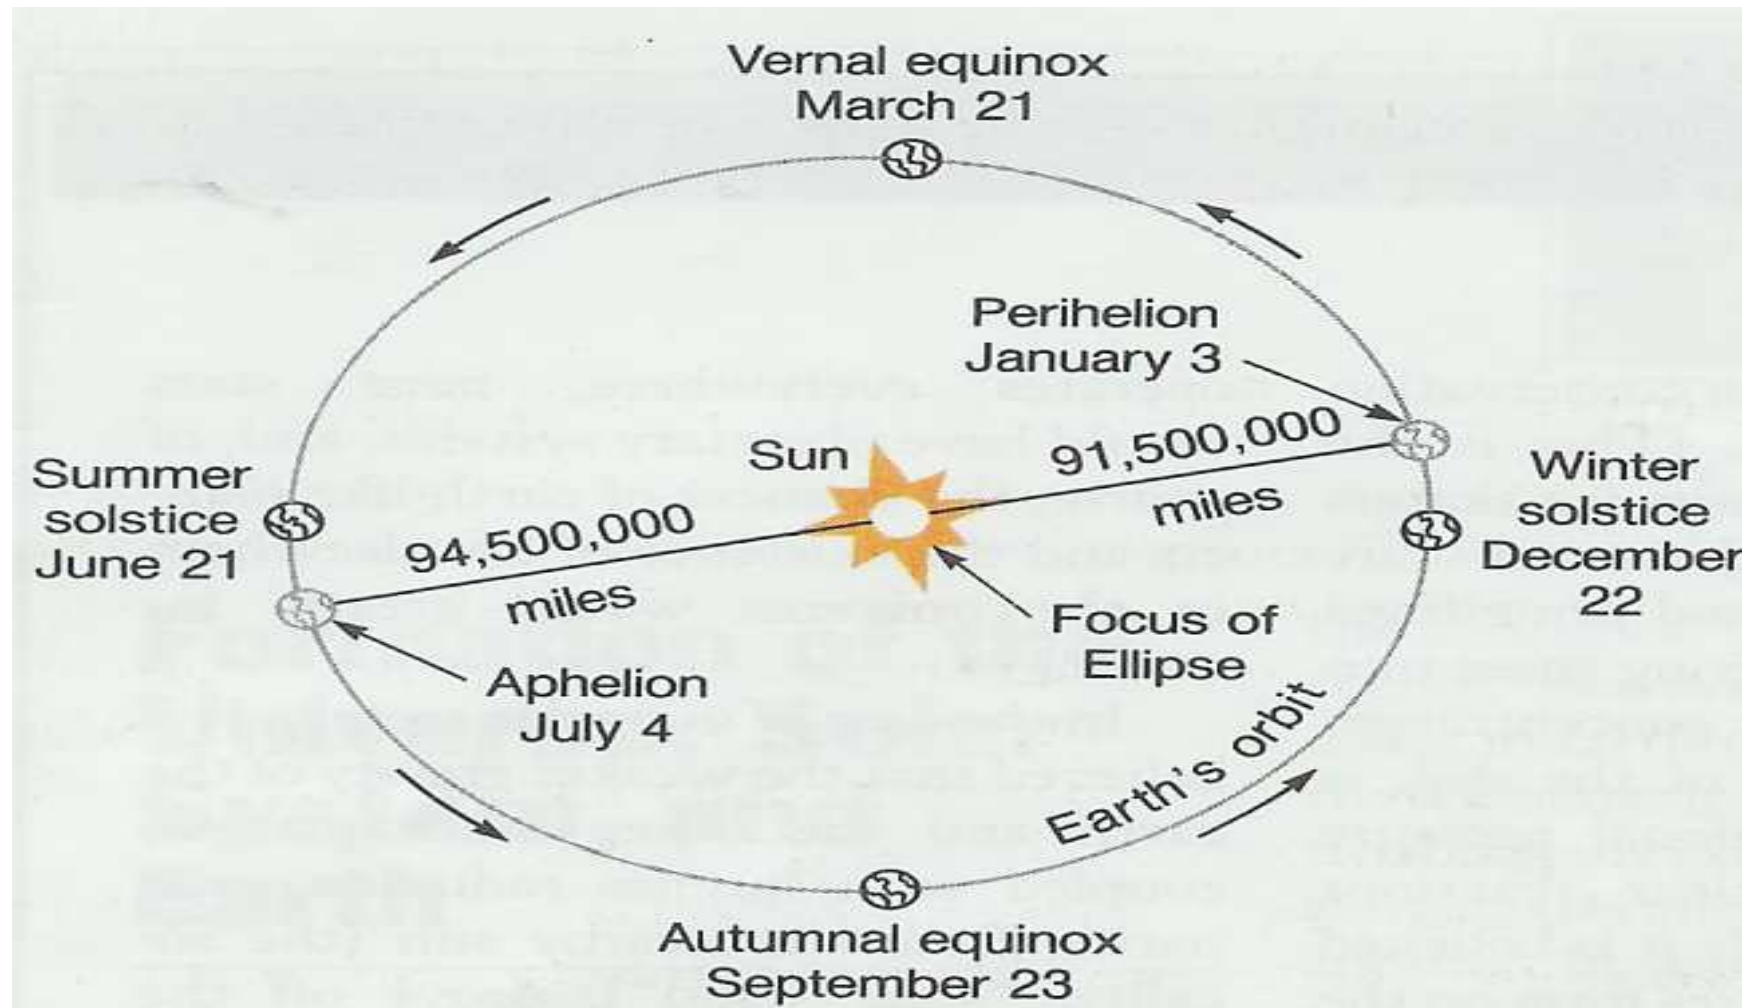 Vernal equinox
March 21
Perihelion
January 3
91,500,000
miles
Sun
Summer
solstice
June 21
94,500,000
miles
Winter
solstice
December
22
Focus of
Ellipse
Aphelion
July 4
Earth's orbit
Autumnal equinox
September 23